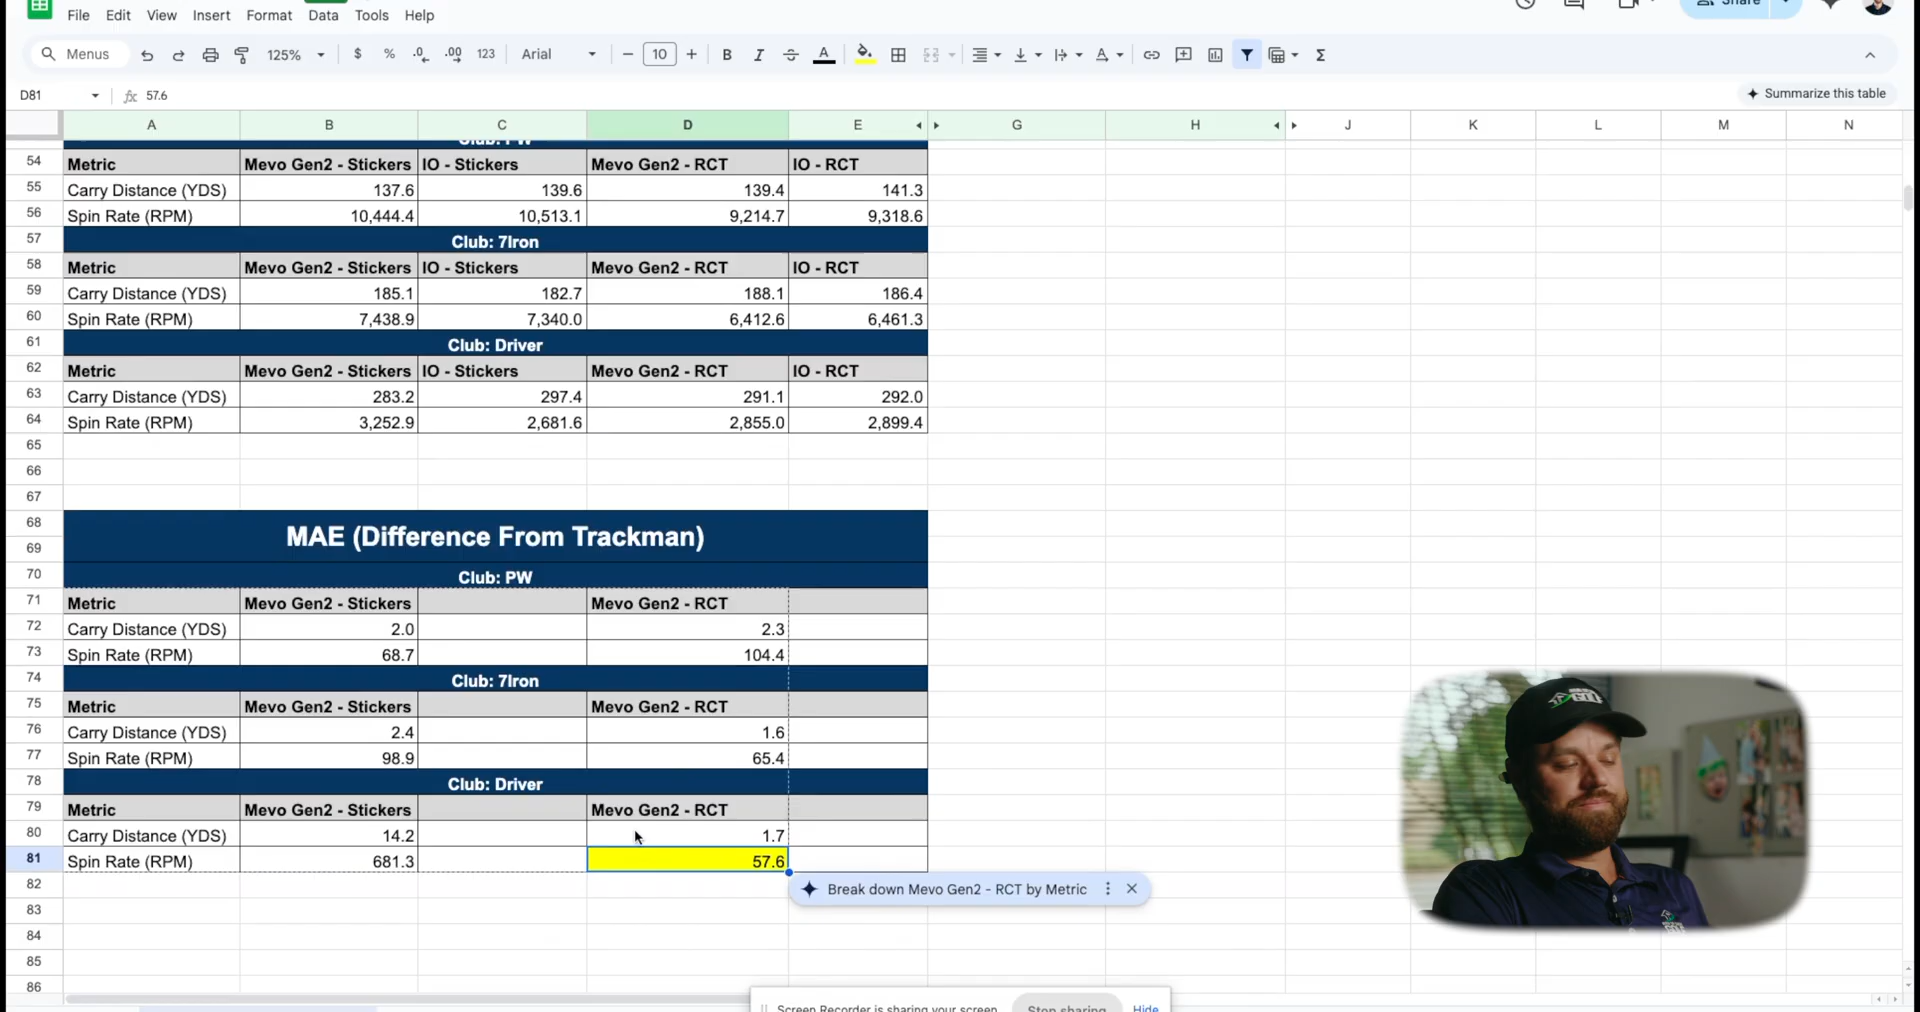 Share
File Edit View Insert Format Data Tools Help
Menus 125% $ % .0 .00 123 Arial − 10 + B I A Σ
D81 fx 57.6 Summarize this table
A B C D E G H J K L M N
54 Metric Mevo Gen2 - Stickers IO - Stickers Mevo Gen2 - RCT IO - RCT
55 Carry Distance (YDS) 137.6 139.6 139.4 141.3
56 Spin Rate (RPM) 10,444.4 10,513.1 9,214.7 9,318.6
57 Club: 7Iron
58 Metric Mevo Gen2 - Stickers IO - Stickers Mevo Gen2 - RCT IO - RCT
59 Carry Distance (YDS) 185.1 182.7 188.1 186.4
60 Spin Rate (RPM) 7,438.9 7,340.0 6,412.6 6,461.3
61 Club: Driver
62 Metric Mevo Gen2 - Stickers IO - Stickers Mevo Gen2 - RCT IO - RCT
63 Carry Distance (YDS) 283.2 297.4 291.1 292.0
64 Spin Rate (RPM) 3,252.9 2,681.6 2,855.0 2,899.4
65
66
67
68
MAE (Difference From Trackman)
69
70 Club: PW
71 Metric Mevo Gen2 - Stickers Mevo Gen2 - RCT
72 Carry Distance (YDS) 2.0 2.3
73 Spin Rate (RPM) 68.7 104.4
74 Club: 7Iron
75 Metric Mevo Gen2 - Stickers Mevo Gen2 - RCT
76 Carry Distance (YDS) 2.4 1.6
77 Spin Rate (RPM) 98.9 65.4
78 Club: Driver
79 Metric Mevo Gen2 - Stickers Mevo Gen2 - RCT
80 Carry Distance (YDS) 14.2 1.7
81 Spin Rate (RPM) 681.3 57.6
82
Break down Mevo Gen2 - RCT by Metric
83
84
85
86
Screen Recorder is sharing your screen. Stop sharing Hide